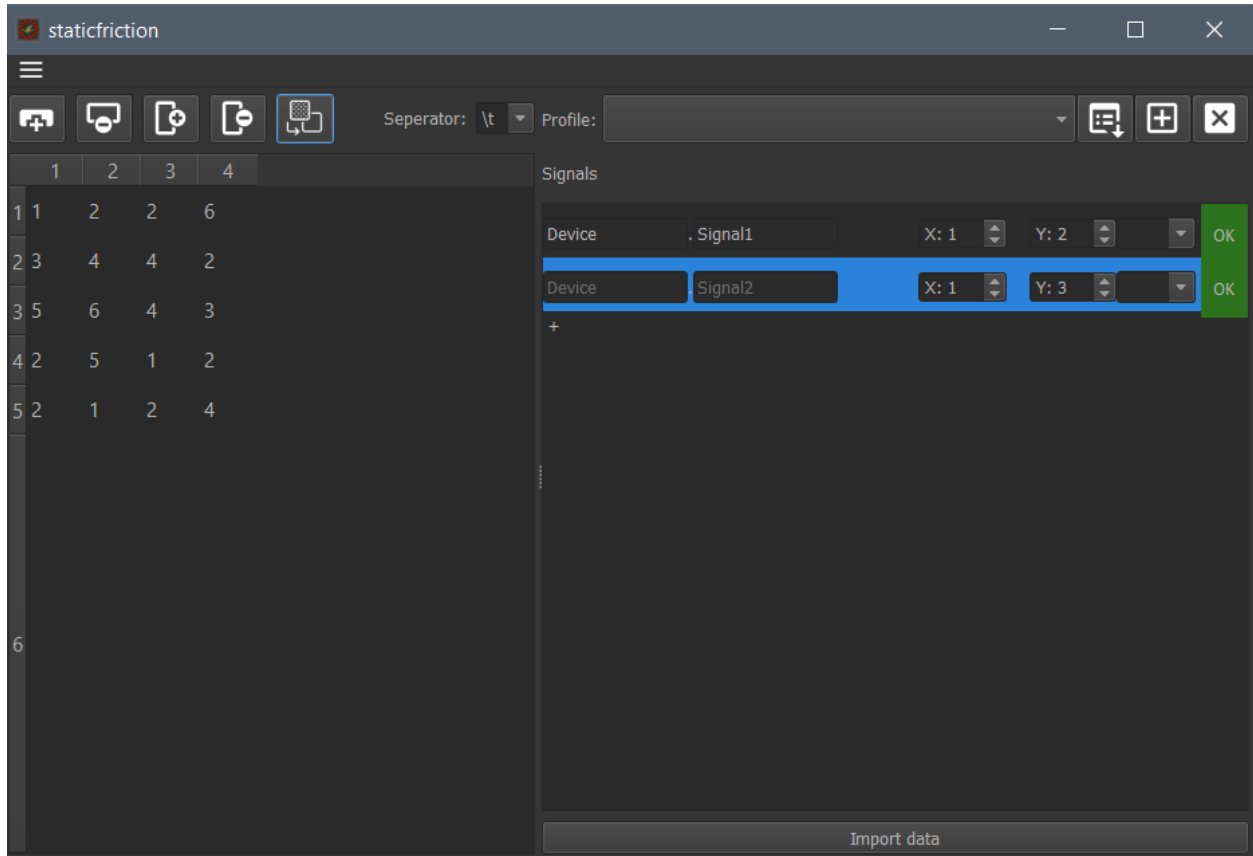 staticfriction
Seperator: \t Profile:
1 2 3 4
Signals
1 1 2 2 6
Device . Signal1 X: 1 Y: 2 OK
2 3 4 4 2
Device . Signal2 X: 1 Y: 3 OK
3 5 6 4 3
+
4 2 5 1 2
5 2 1 2 4
6
Import data